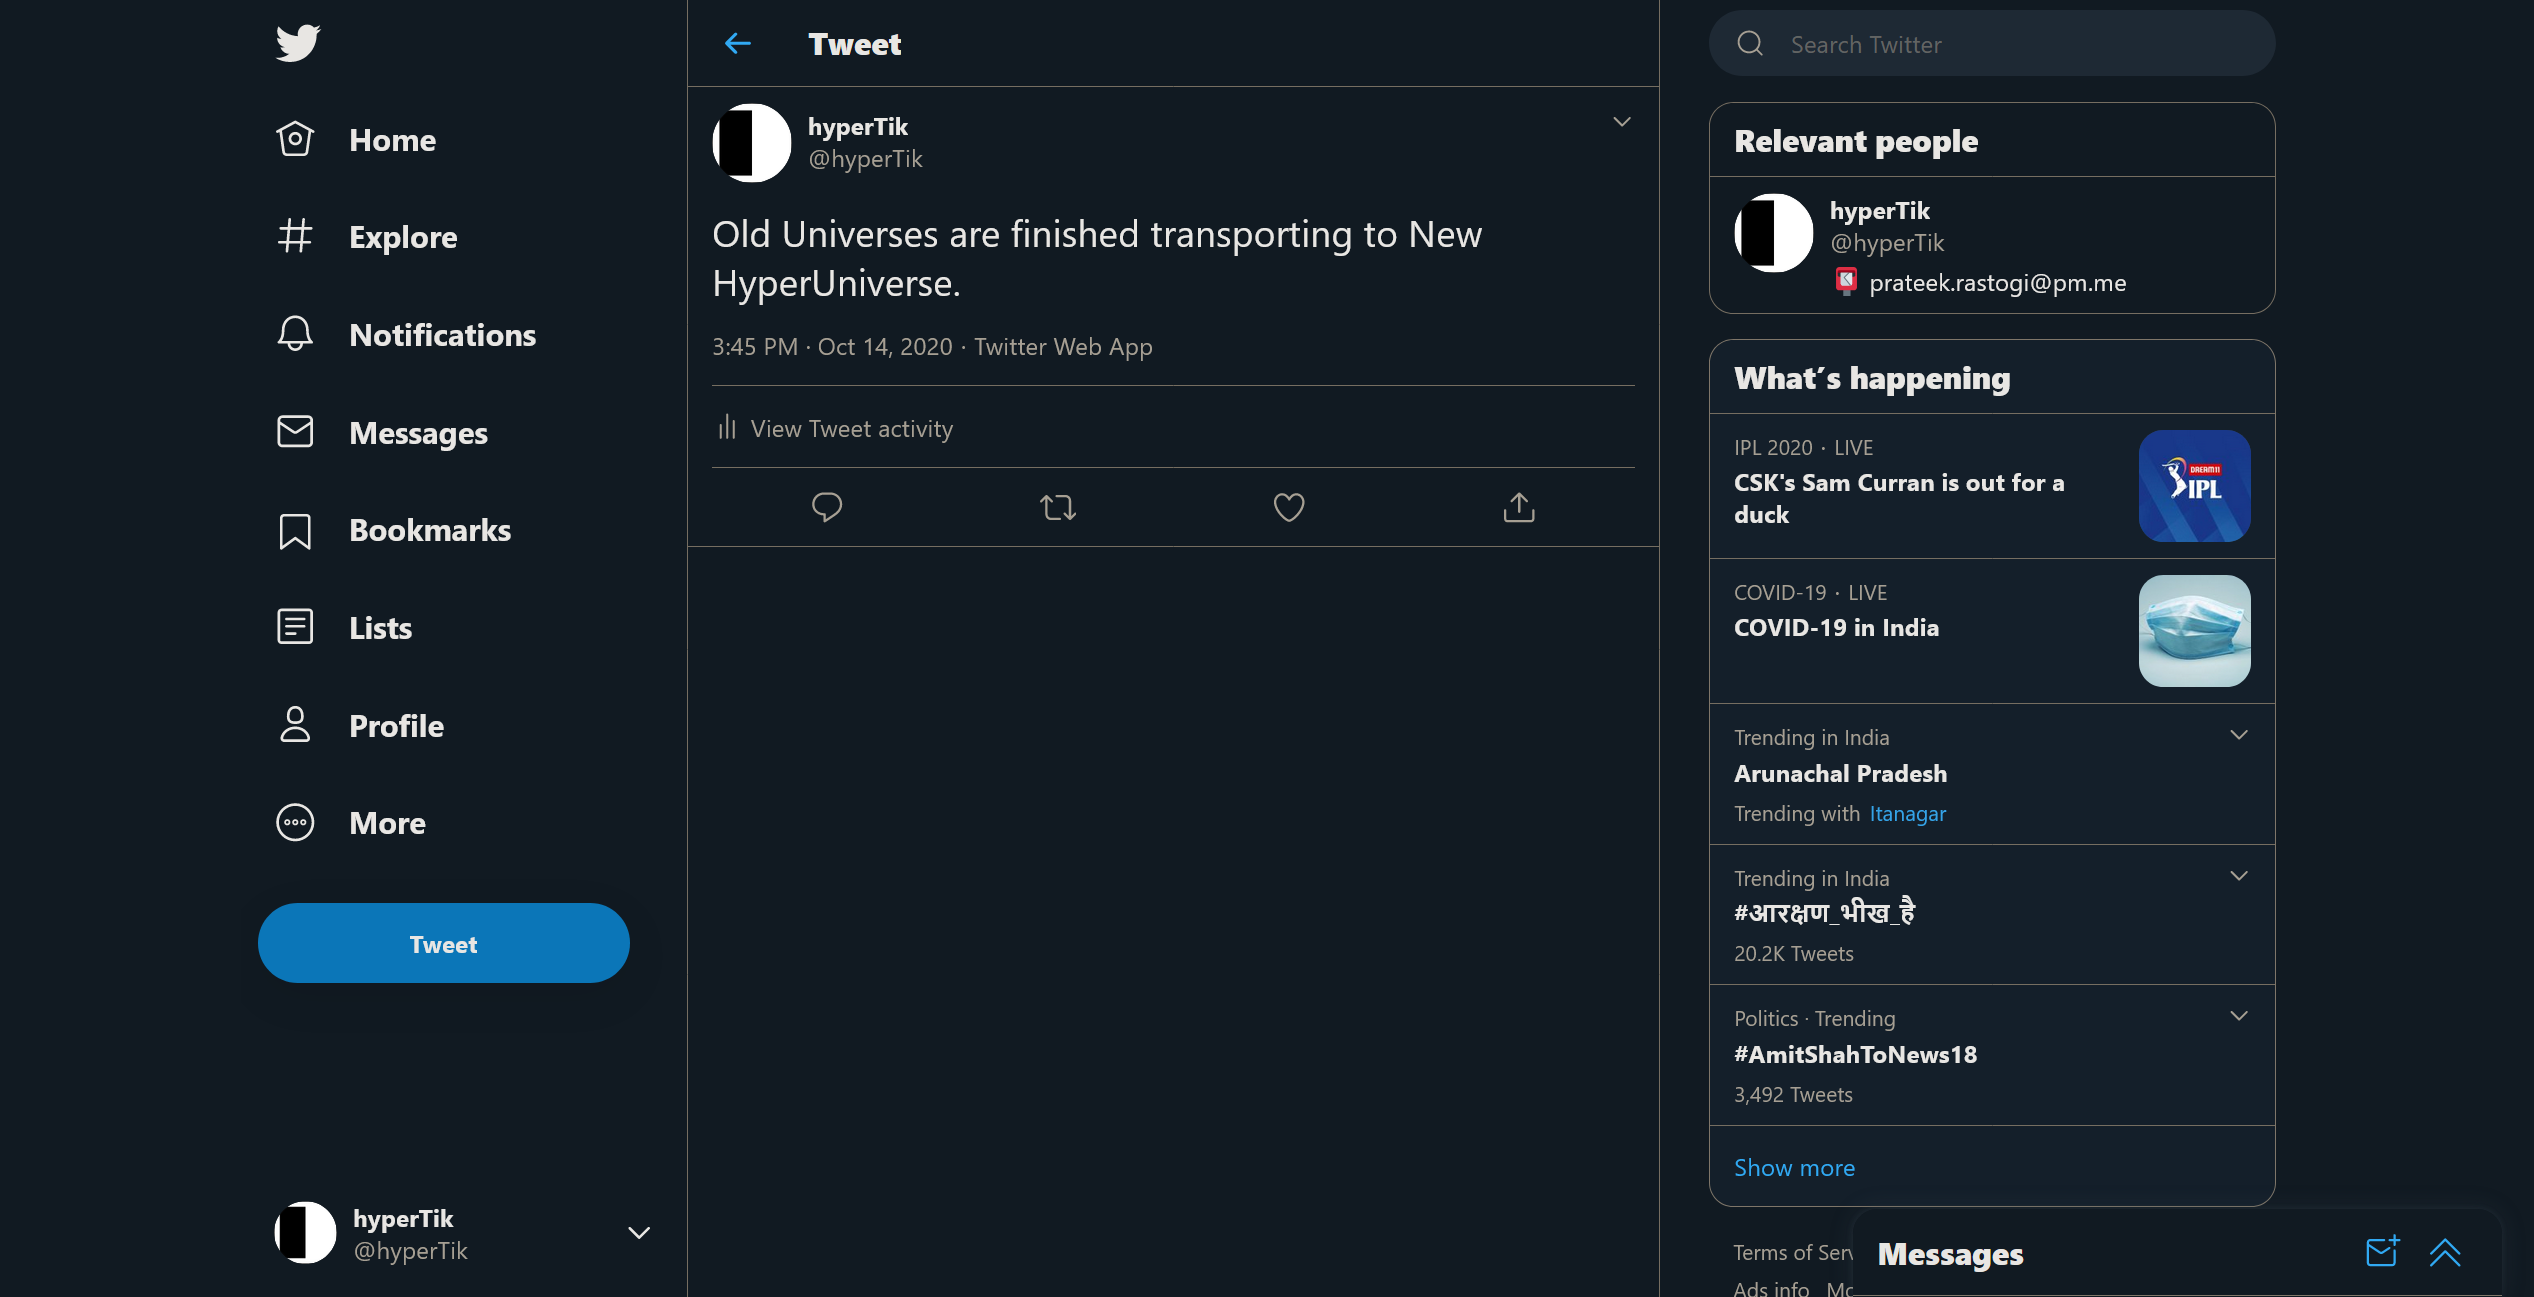 Home
Explore
Notifications
Messages
Bookmarks
Lists
Profile
More
Tweet
hyperTik
@hyperTik
Tweet
hyperTik
@hyperTik
Old Universes are finished transporting to New
HyperUniverse.
3:45 PM · Oct 14, 2020 · Twitter Web App
View Tweet activity
Search Twitter
Relevant people
hyperTik
@hyperTik
prateek.rastogi@pm.me
What's happening
IPL 2020 · LIVE
CSK's Sam Curran is out for a
duck
DREAM11
IPL
COVID-19 · LIVE
COVID-19 in India
Trending in India
Arunachal Pradesh
Trending with Itanagar
Trending in India
#आरक्षण_भीख_है
20.2K Tweets
Politics · Trending
#AmitShahToNews18
3,492 Tweets
Show more
Terms of Serv
Ads info
Messages